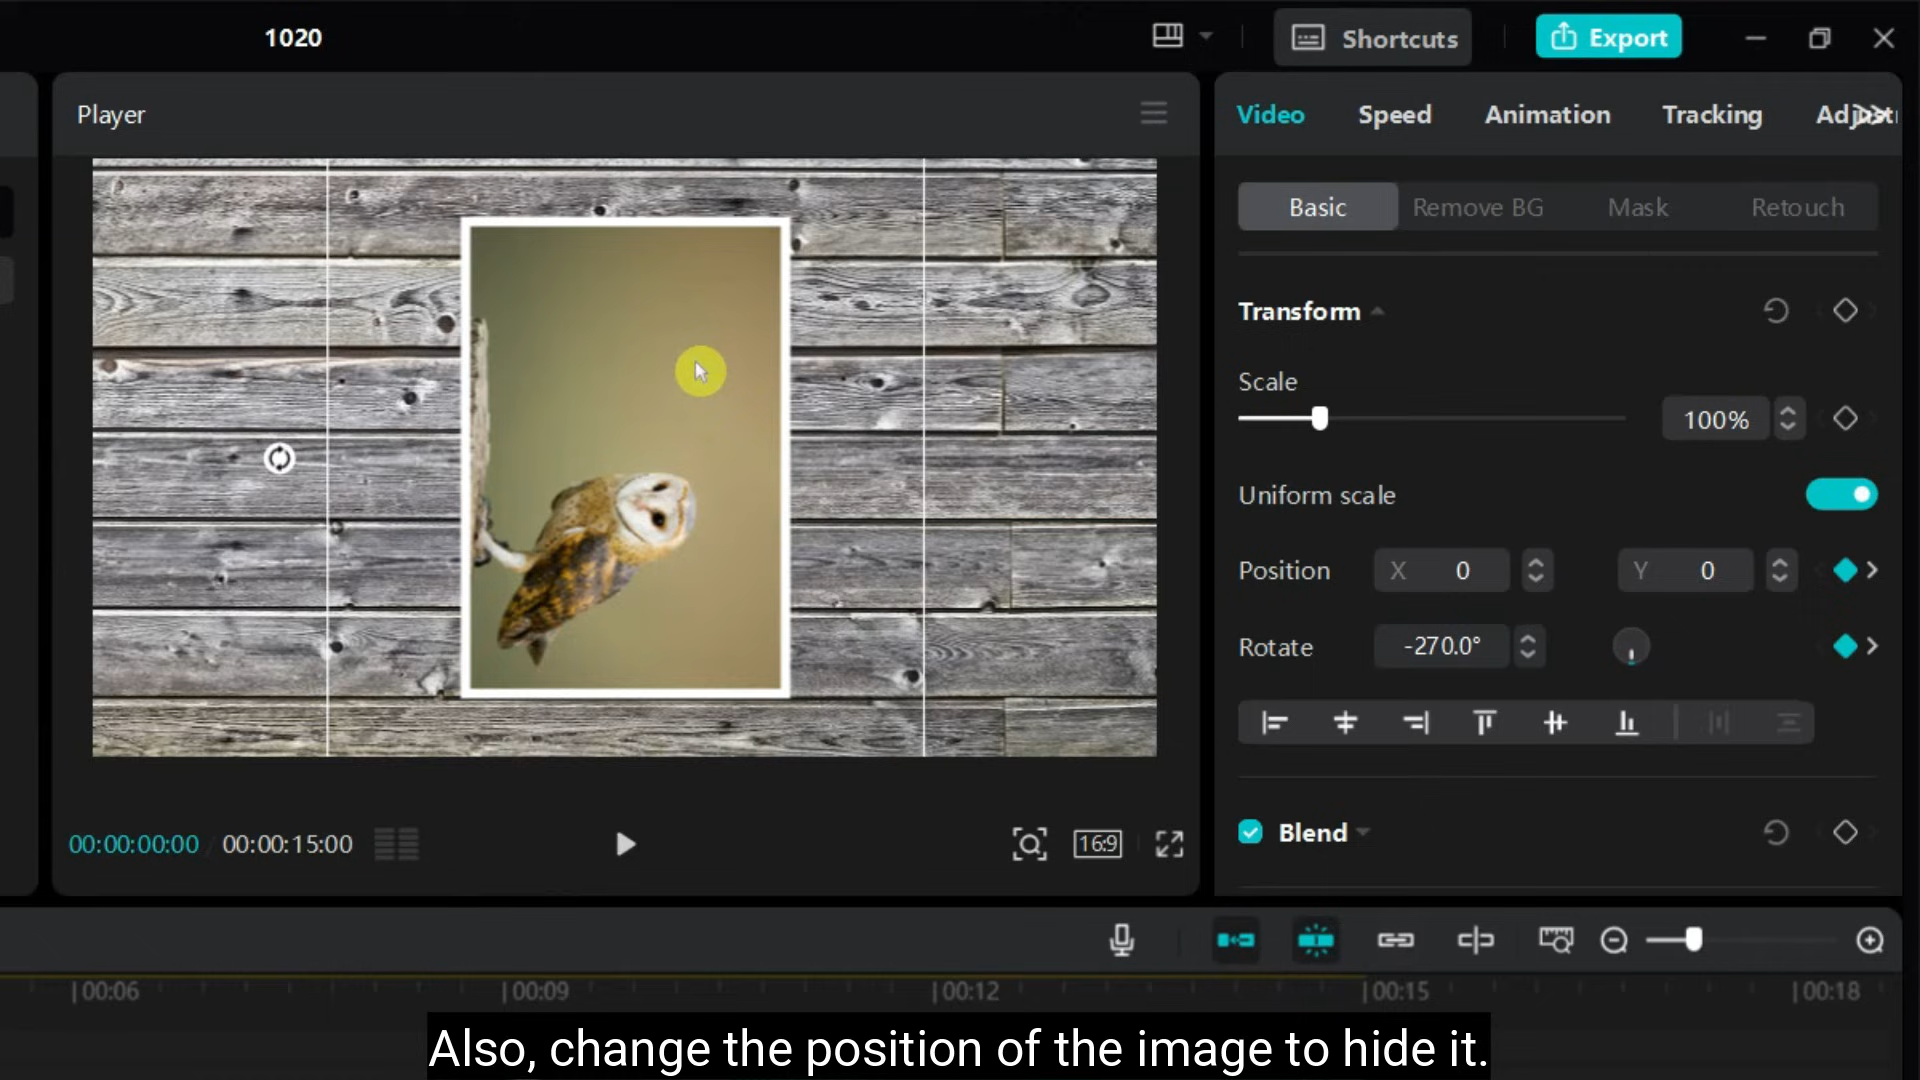 1020
Shortcuts
Export
Player
Video
Speed
Animation
Tracking
Basic
Remove BG
Mask
Retouch
Transform
Scale
100%
Uniform scale
Position
X 0
Y 0
Rotate
-270.0°
Blend
00:00:00:00 / 00:00:15:00
16:9
00:06
00:09
00:12
00:15
00:18
Also, change the position of the image to hide it.